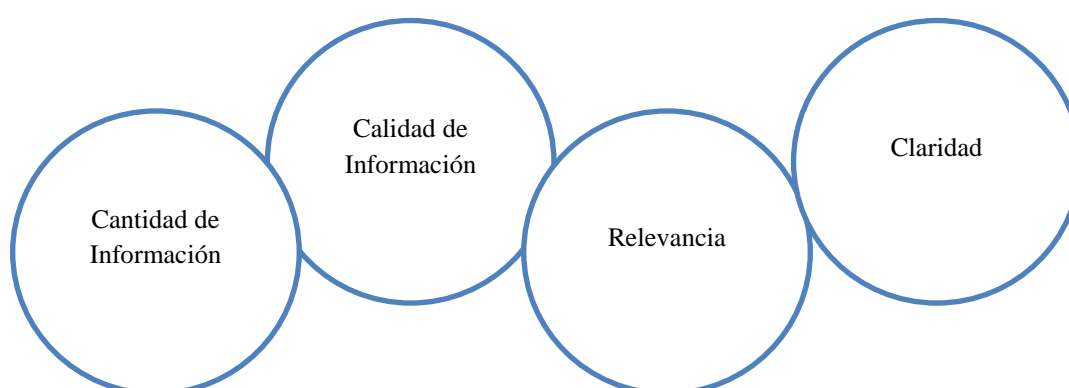 Cantidad de
Información
Calidad de
Información
Relevancia
Claridad